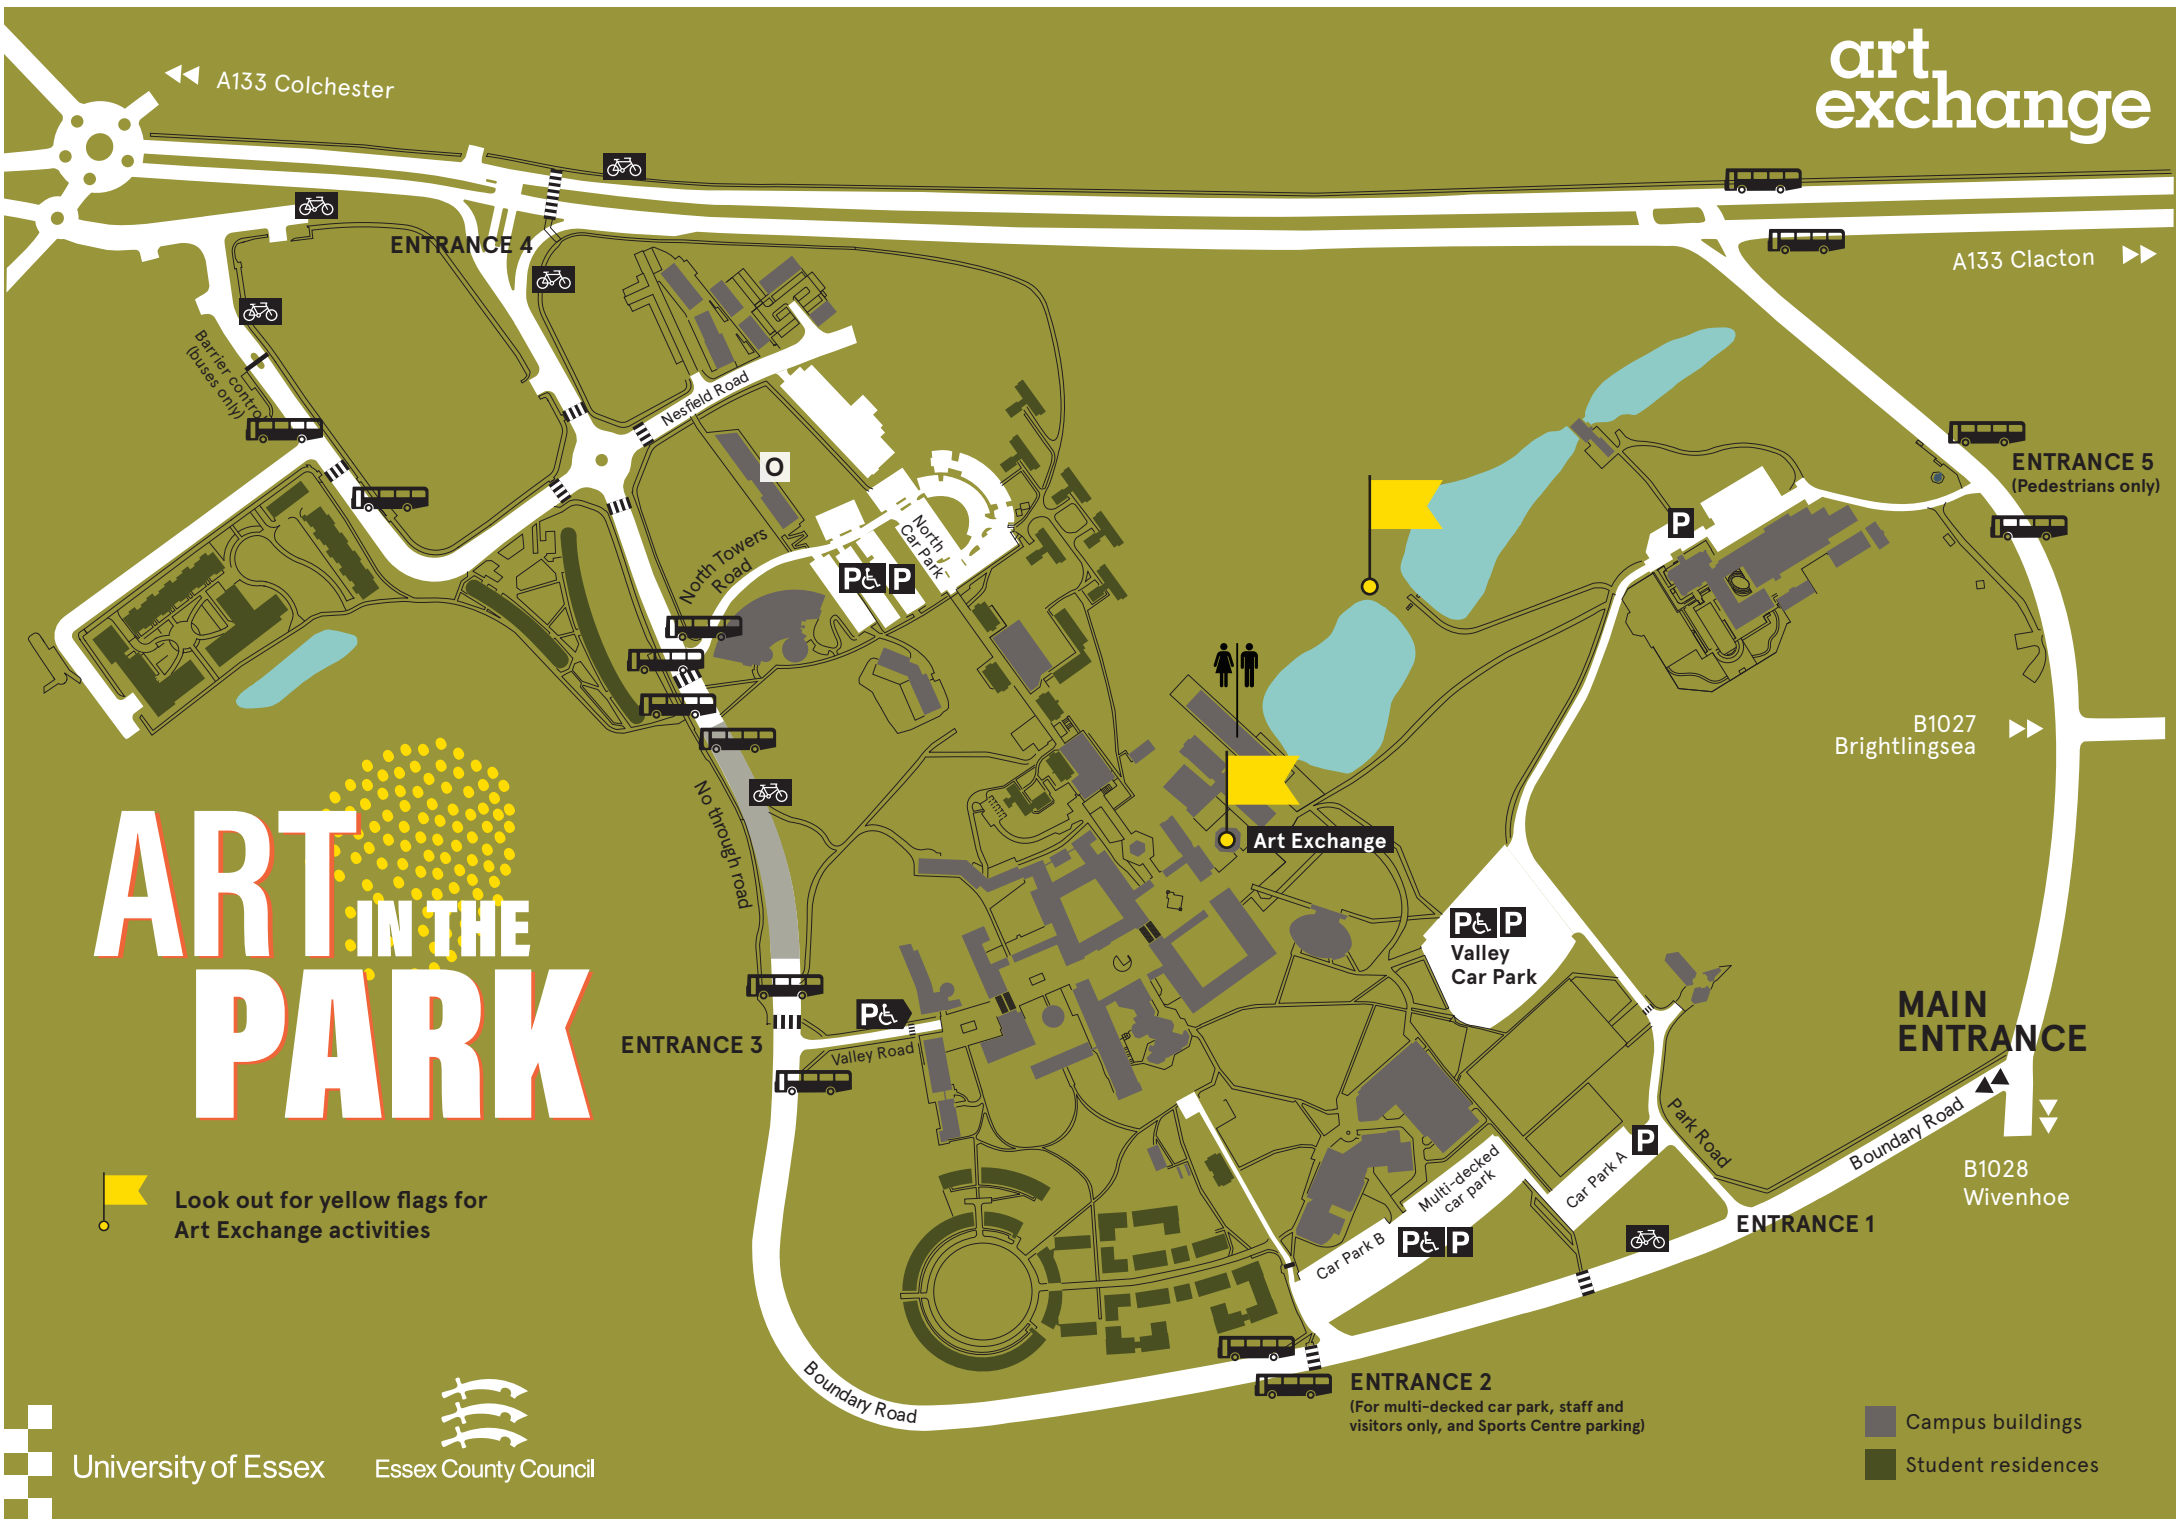 art
exchange
A133 Colchester
ENTRANCE 4
A133 Clacton
Barrier control
(buses only)
Nesfield Road
O
ENTRANCE 5
(Pedestrians only)
P
North
Car Park
North Towers
Road
P P
B1027
Brightlingsea
No through road
Art Exchange
ART
IN THE
PARK
P P
Valley
Car Park
MAIN
ENTRANCE
P
ENTRANCE 3
Valley Road
Park Road
Boundary Road
P
Car Park A
Multi-decked
car park
B1028
Wivenhoe
Look out for yellow flags for
Art Exchange activities
ENTRANCE 1
Car Park B
P P
Boundary Road
ENTRANCE 2
(For multi-decked car park, staff and
visitors only, and Sports Centre parking)
Campus buildings
Student residences
University of Essex
Essex County Council